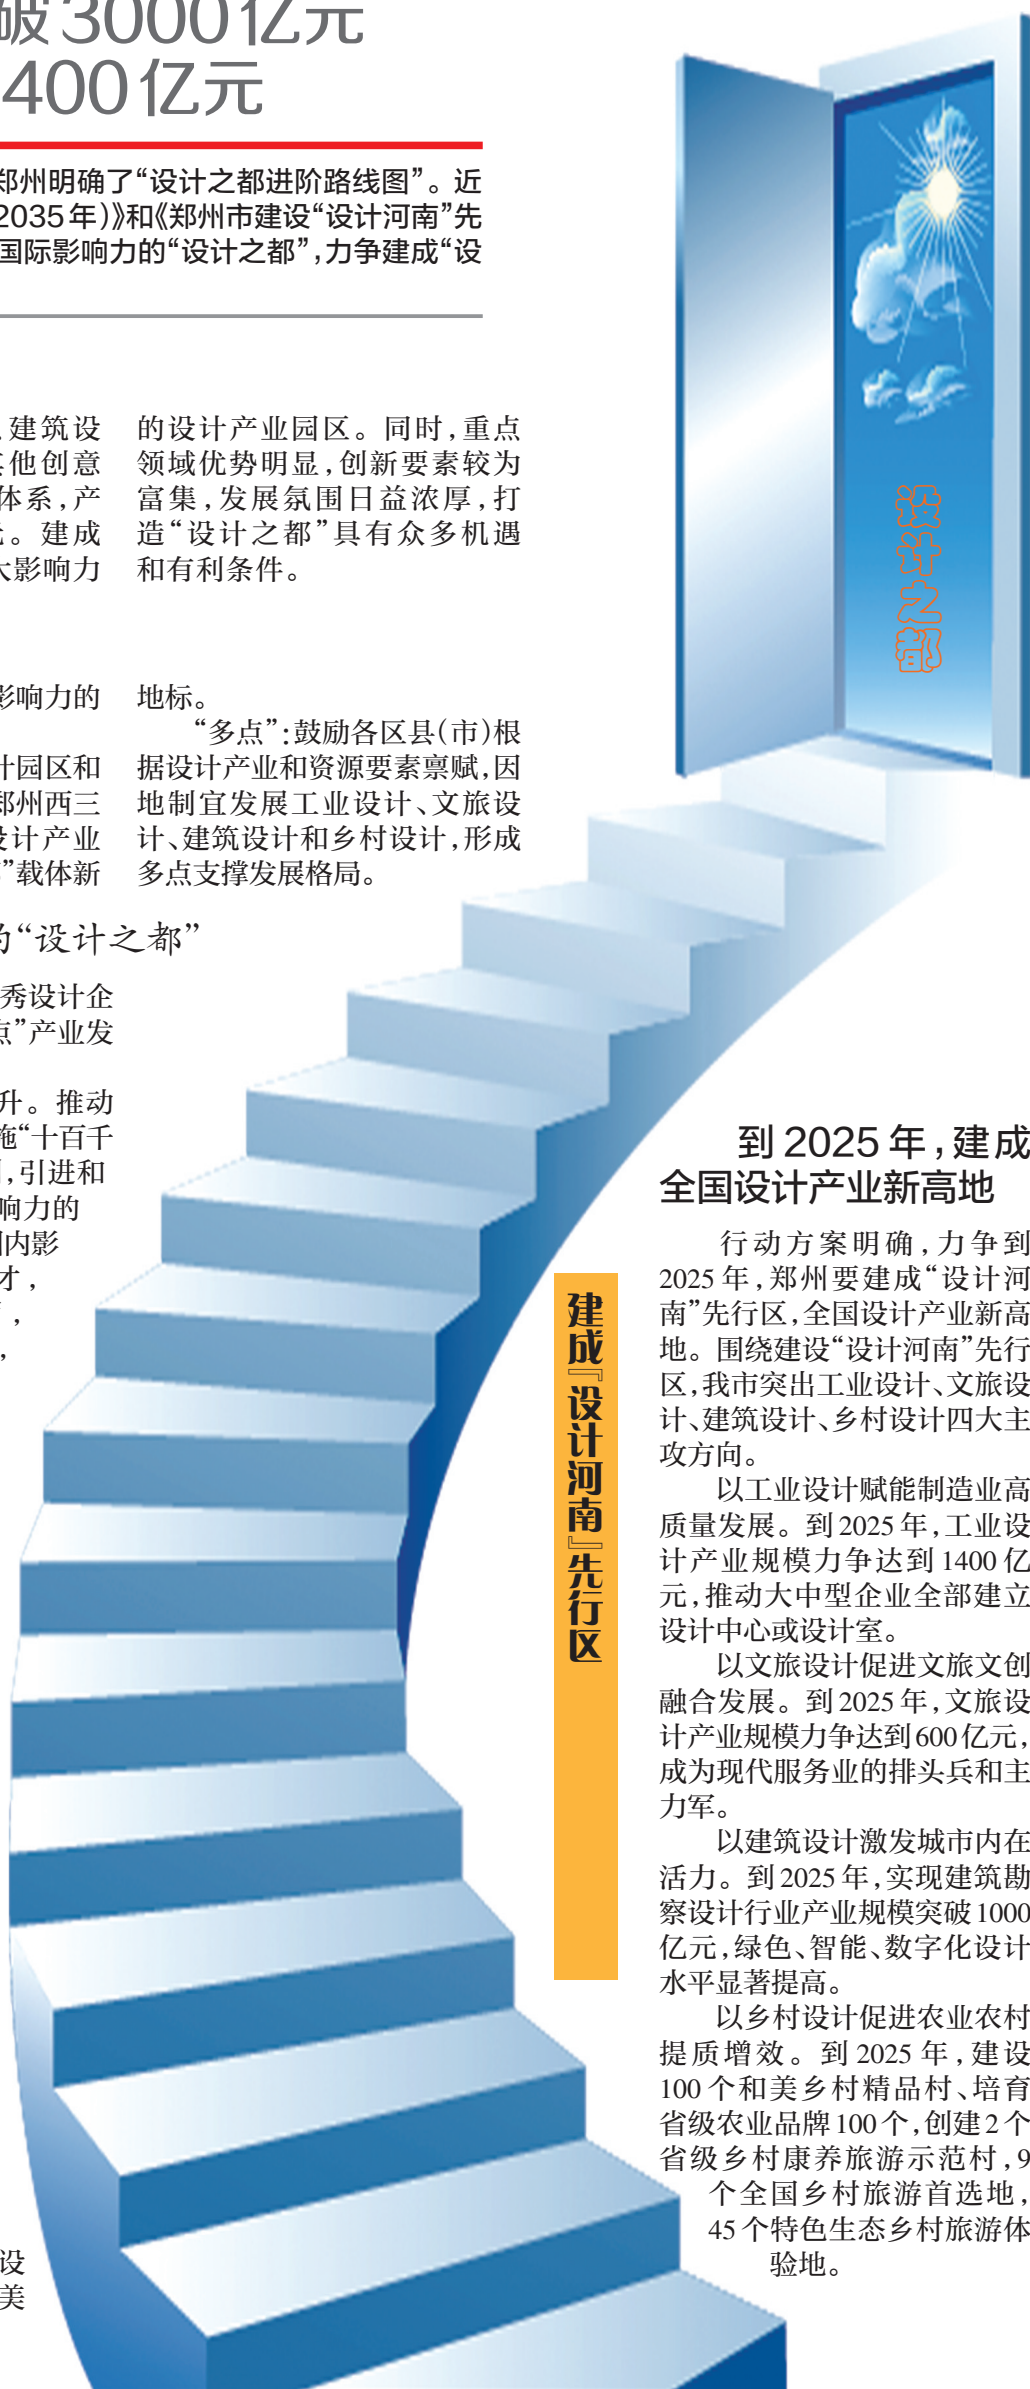 破3000亿元
400亿元
郑州明确了“设计之都进阶路线图”。近
2035年)》和《郑州市建设“设计河南”先
国际影响力的“设计之都”,力争建成“设
建筑设
其他创意
体系,产
。建成
大影响力
的设计产业园区。同时,重点
领域优势明显,创新要素较为
富集,发展氛围日益浓厚,打
造“设计之都”具有众多机遇
和有利条件。
影响力的
计园区和
郑州西三
设计产业
”载体新
地标。
“多点”:鼓励各区县(市)根
据设计产业和资源要素禀赋,因
地制宜发展工业设计、文旅设
计、建筑设计和乡村设计,形成
多点支撑发展格局。
的“设计之都”
秀设计企
点”产业发
升。推动
施“十百千
,引进和
响力的
国内影
才,
,
,
设
美
设计之都
建成『设计河南』先行区
到2025年,建成
全国设计产业新高地
行动方案明确,力争到
2025年,郑州要建成“设计河
南”先行区,全国设计产业新高
地。围绕建设“设计河南”先行
区,我市突出工业设计、文旅设
计、建筑设计、乡村设计四大主
攻方向。
以工业设计赋能制造业高
质量发展。到2025年,工业设
计产业规模力争达到1400亿
元,推动大中型企业全部建立
设计中心或设计室。
以文旅设计促进文旅文创
融合发展。到2025年,文旅设
计产业规模力争达到600亿元,
成为现代服务业的排头兵和主
力军。
以建筑设计激发城市内在
活力。到2025年,实现建筑勘
察设计行业产业规模突破1000
亿元,绿色、智能、数字化设计
水平显著提高。
以乡村设计促进农业农村
提质增效。到2025年,建设
100个和美乡村精品村、培育
省级农业品牌100个,创建2个
省级乡村康养旅游示范村,9
个全国乡村旅游首选地,
45个特色生态乡村旅游体
验地。